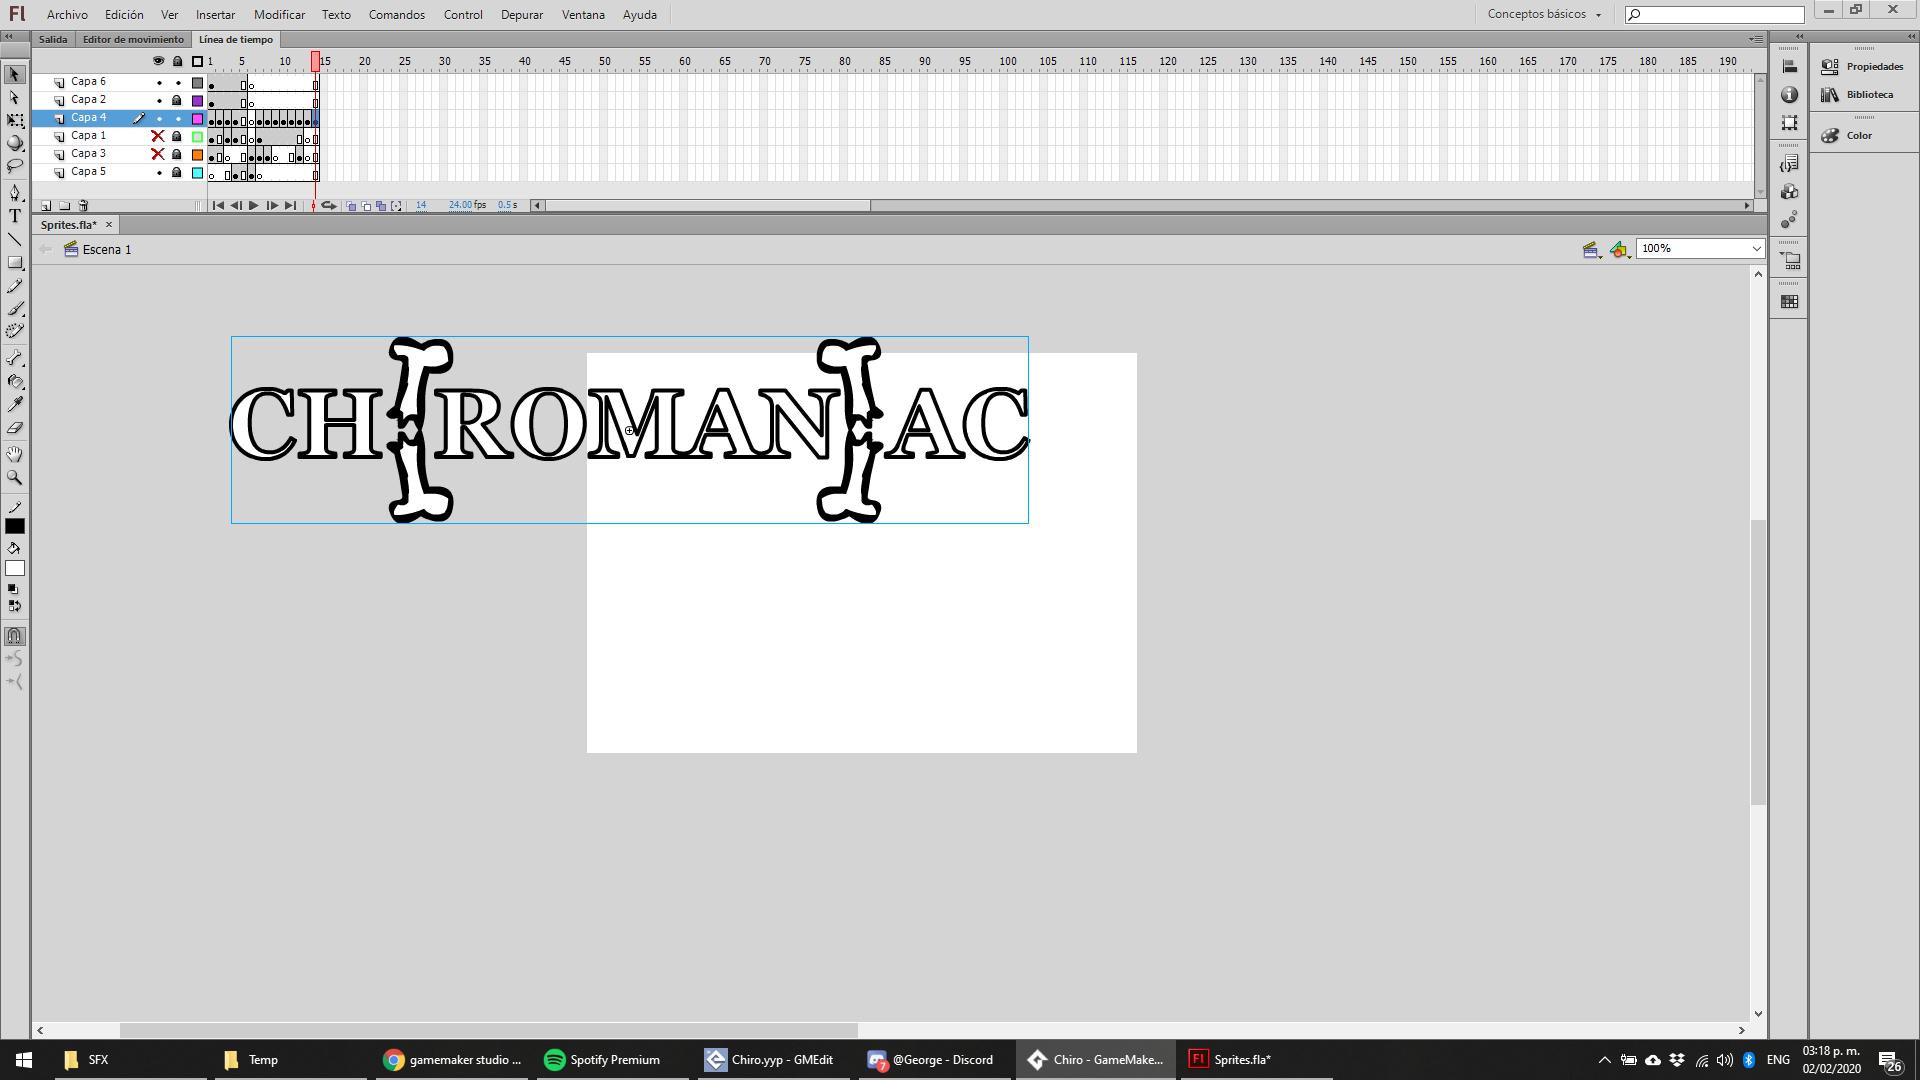 Fl Archivo Edición Ver Insertar Modificar Texto Comandos Control Depurar Ventana Ayuda Conceptos básicos
Salida Editor de movimiento Línea de tiempo
1 5 10 15 20 25 30 35 40 45 50 55 60 65 70 75 80 85 90 95 100 105 110 115 120 125 130 135 140 145 150 155 160 165 170 175 180 185 190
Capa 6
Capa 2
Capa 4
Capa 1
Capa 3
Capa 5
14 24.00 fps 0.5 s
Propiedades
Biblioteca
Color
Sprites.fla*
Escena 1
100%
CHIROMANIAC
SFX Temp gamemaker studio ... Spotify Premium Chiro.yyp - GMEdit @George - Discord Chiro - GameMake... Sprites.fla* ENG 03:18 p. m.
02/02/2020
7
26